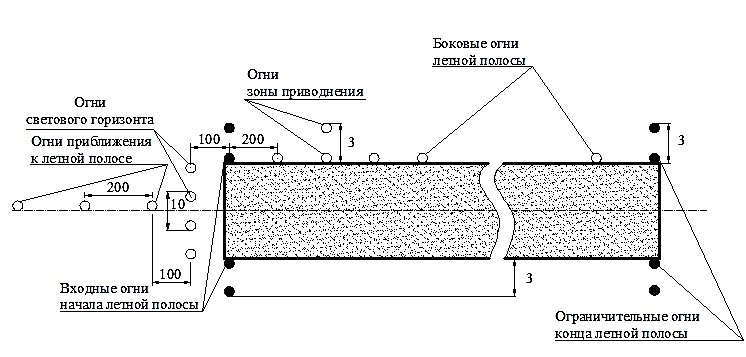 Боковые огни
летной полосы
Огни
зоны приводнения
Огни
светового горизонта
Огни приближения
к летной полосе
100
200
3
3
200
10
100
3
Входные огни
начала летной полосы
Ограничительные огни
конца летной полосы